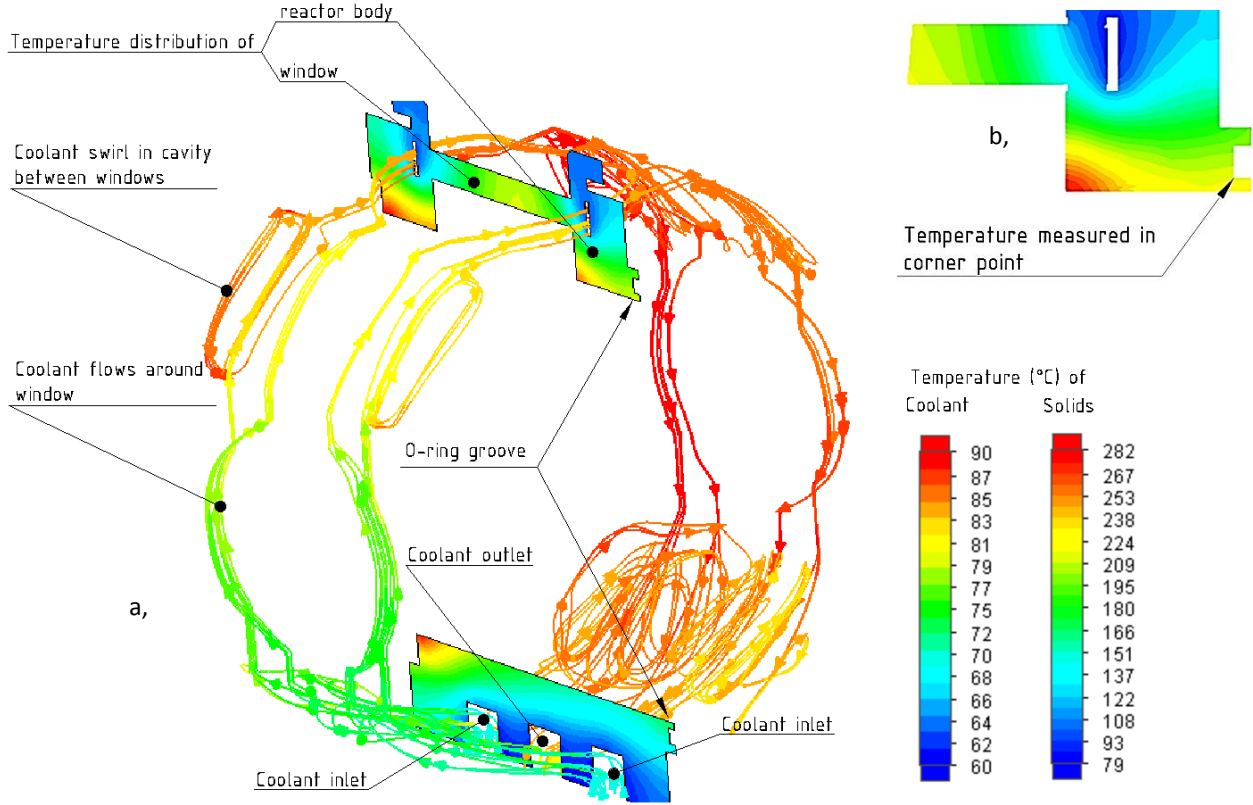 reactor body
Temperature distribution of
window
Coolant swirl in cavity
between windows
Coolant flows around
window
O-ring groove
Coolant outlet
a,
Coolant inlet
Coolant inlet
b,
Temperature measured in
corner point
Temperature (°C) of
Coolant Solids
90 282
87 267
85 253
83 238
81 224
79 209
77 195
75 180
72 166
70 151
68 137
66 122
64 108
62 93
60 79